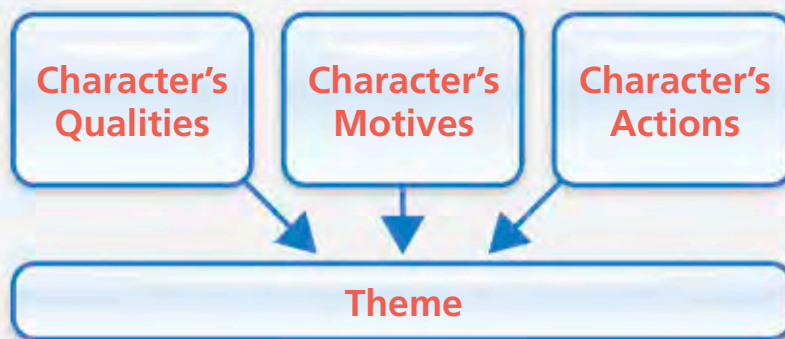 Character’s
Qualities
Character’s
Motives
Character’s
Actions
Theme